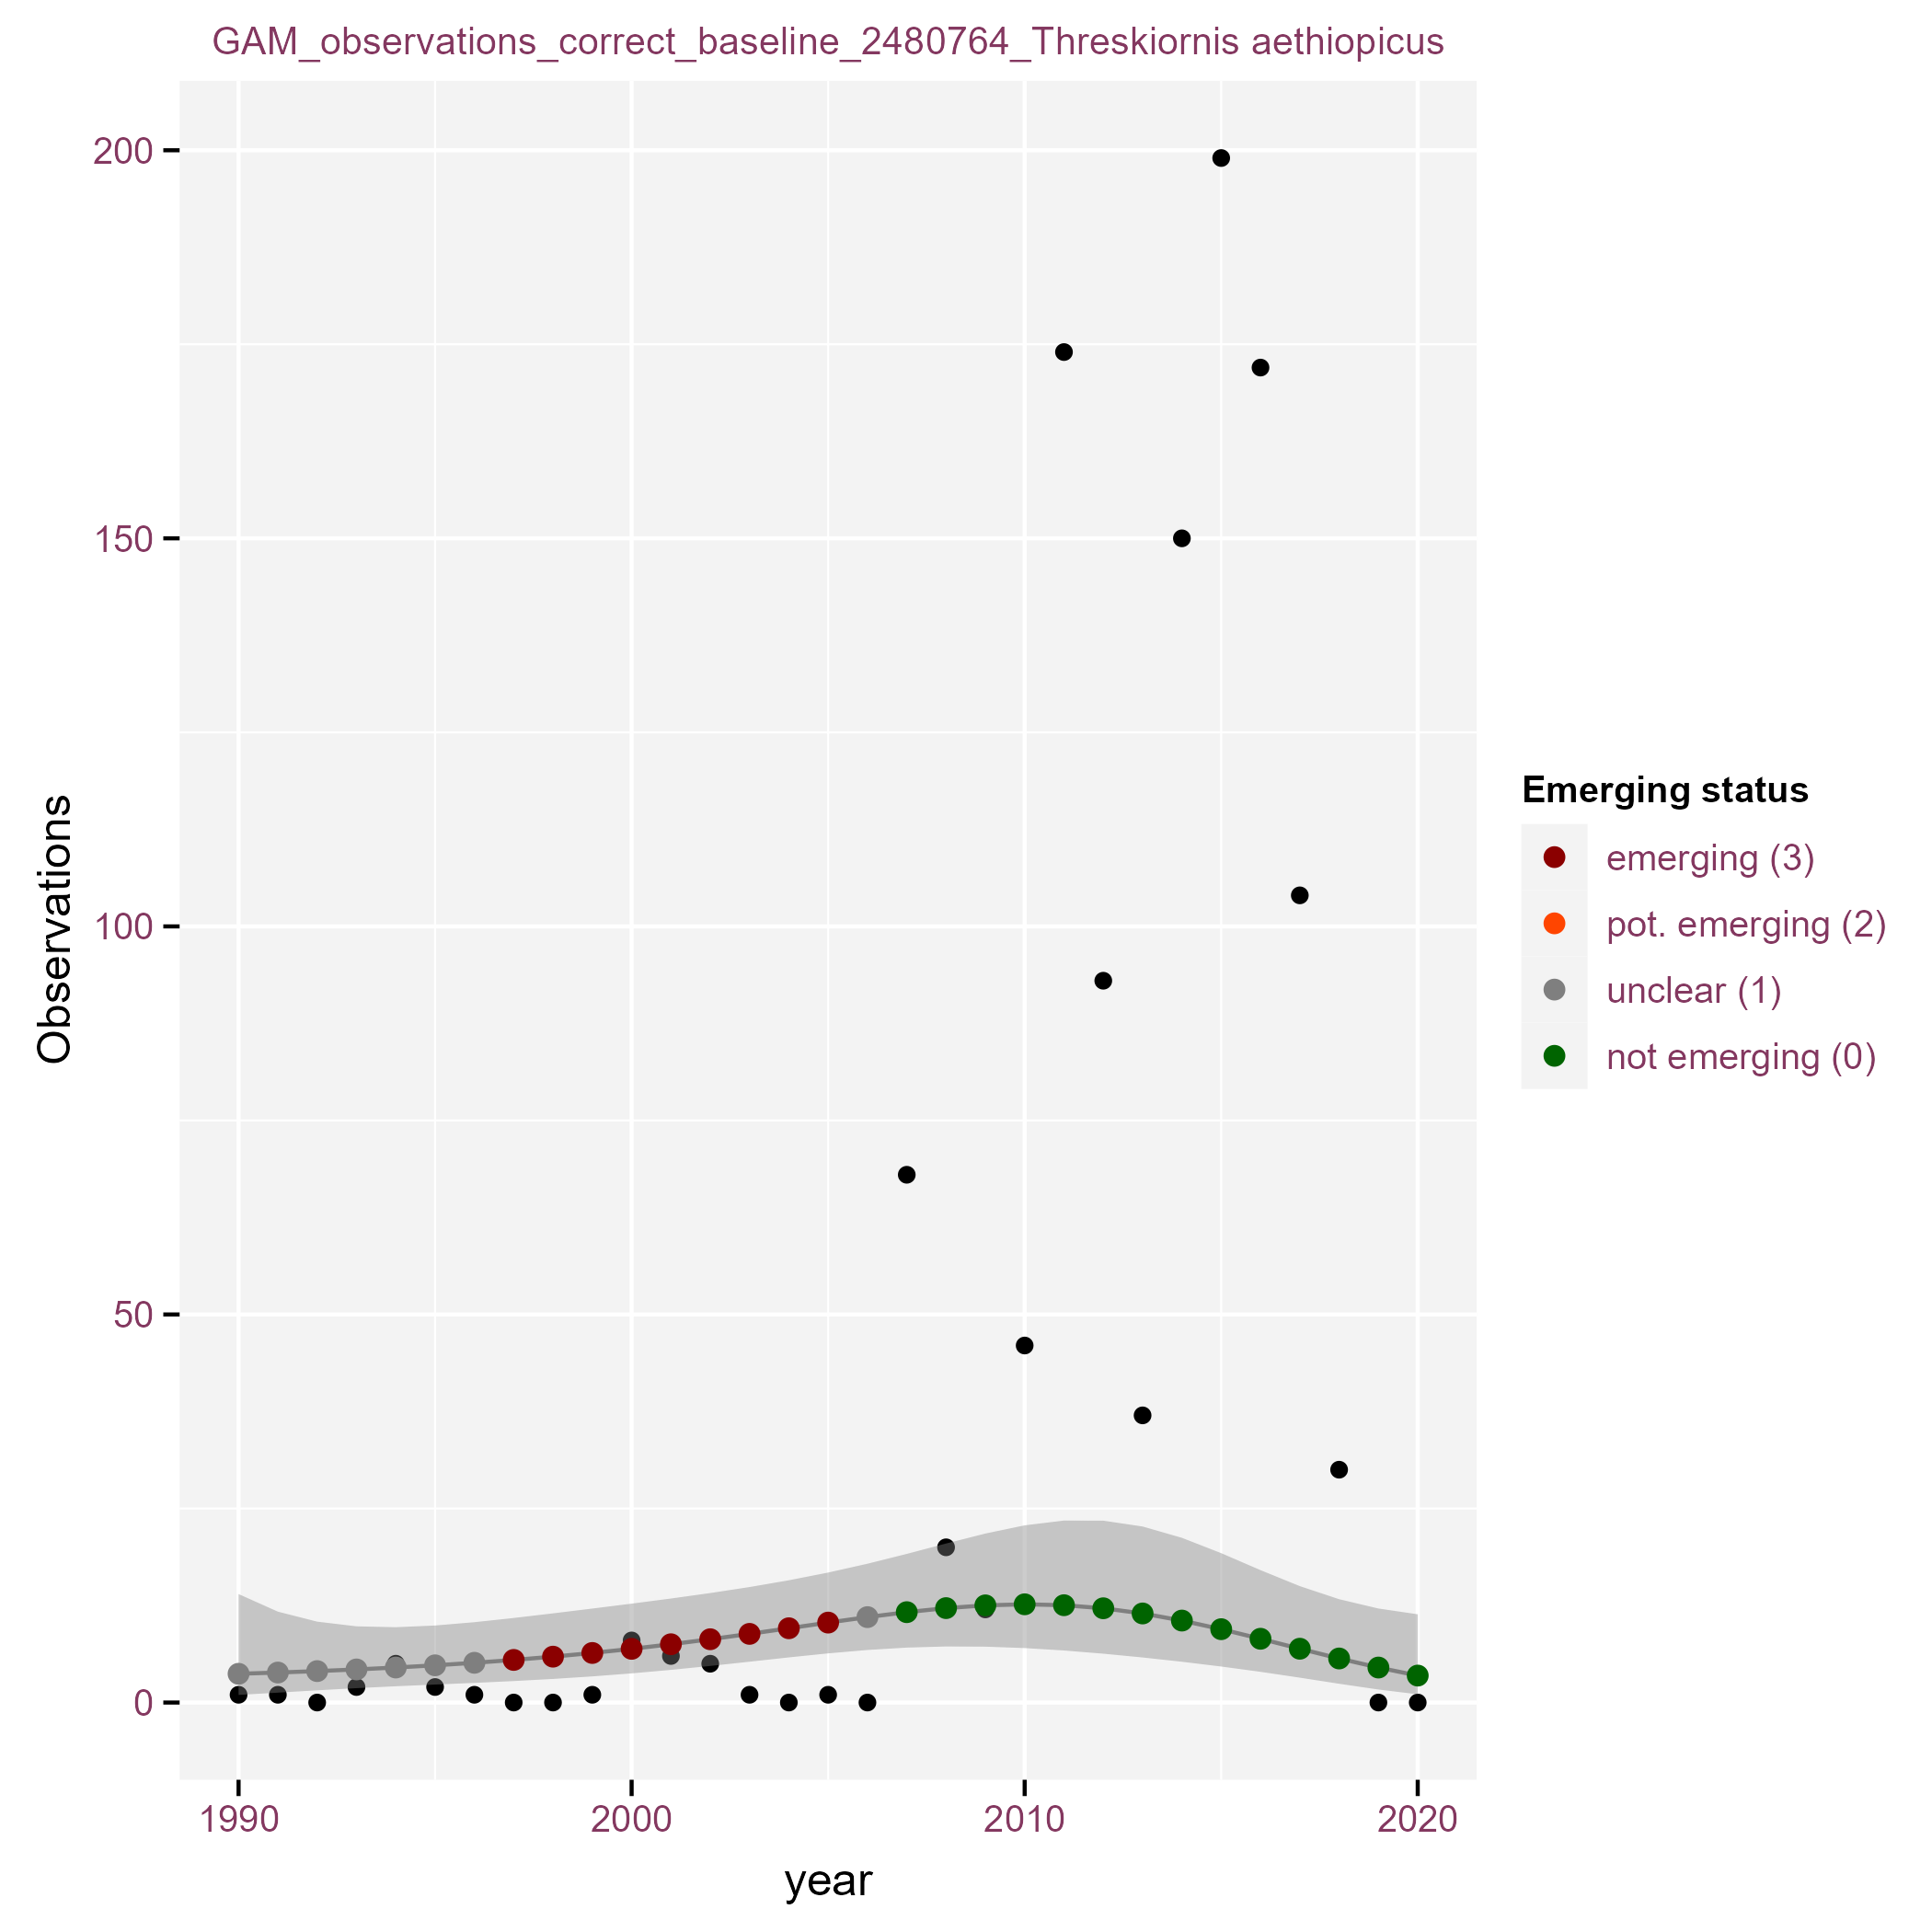 GAM_observations_correct_baseline_2480764_Threskiornis aethiopicus
200
150
100
50
0
Observations
1990 2000 2010 2020
year
Emerging status
emerging (3)
pot. emerging (2)
unclear (1)
not emerging (0)